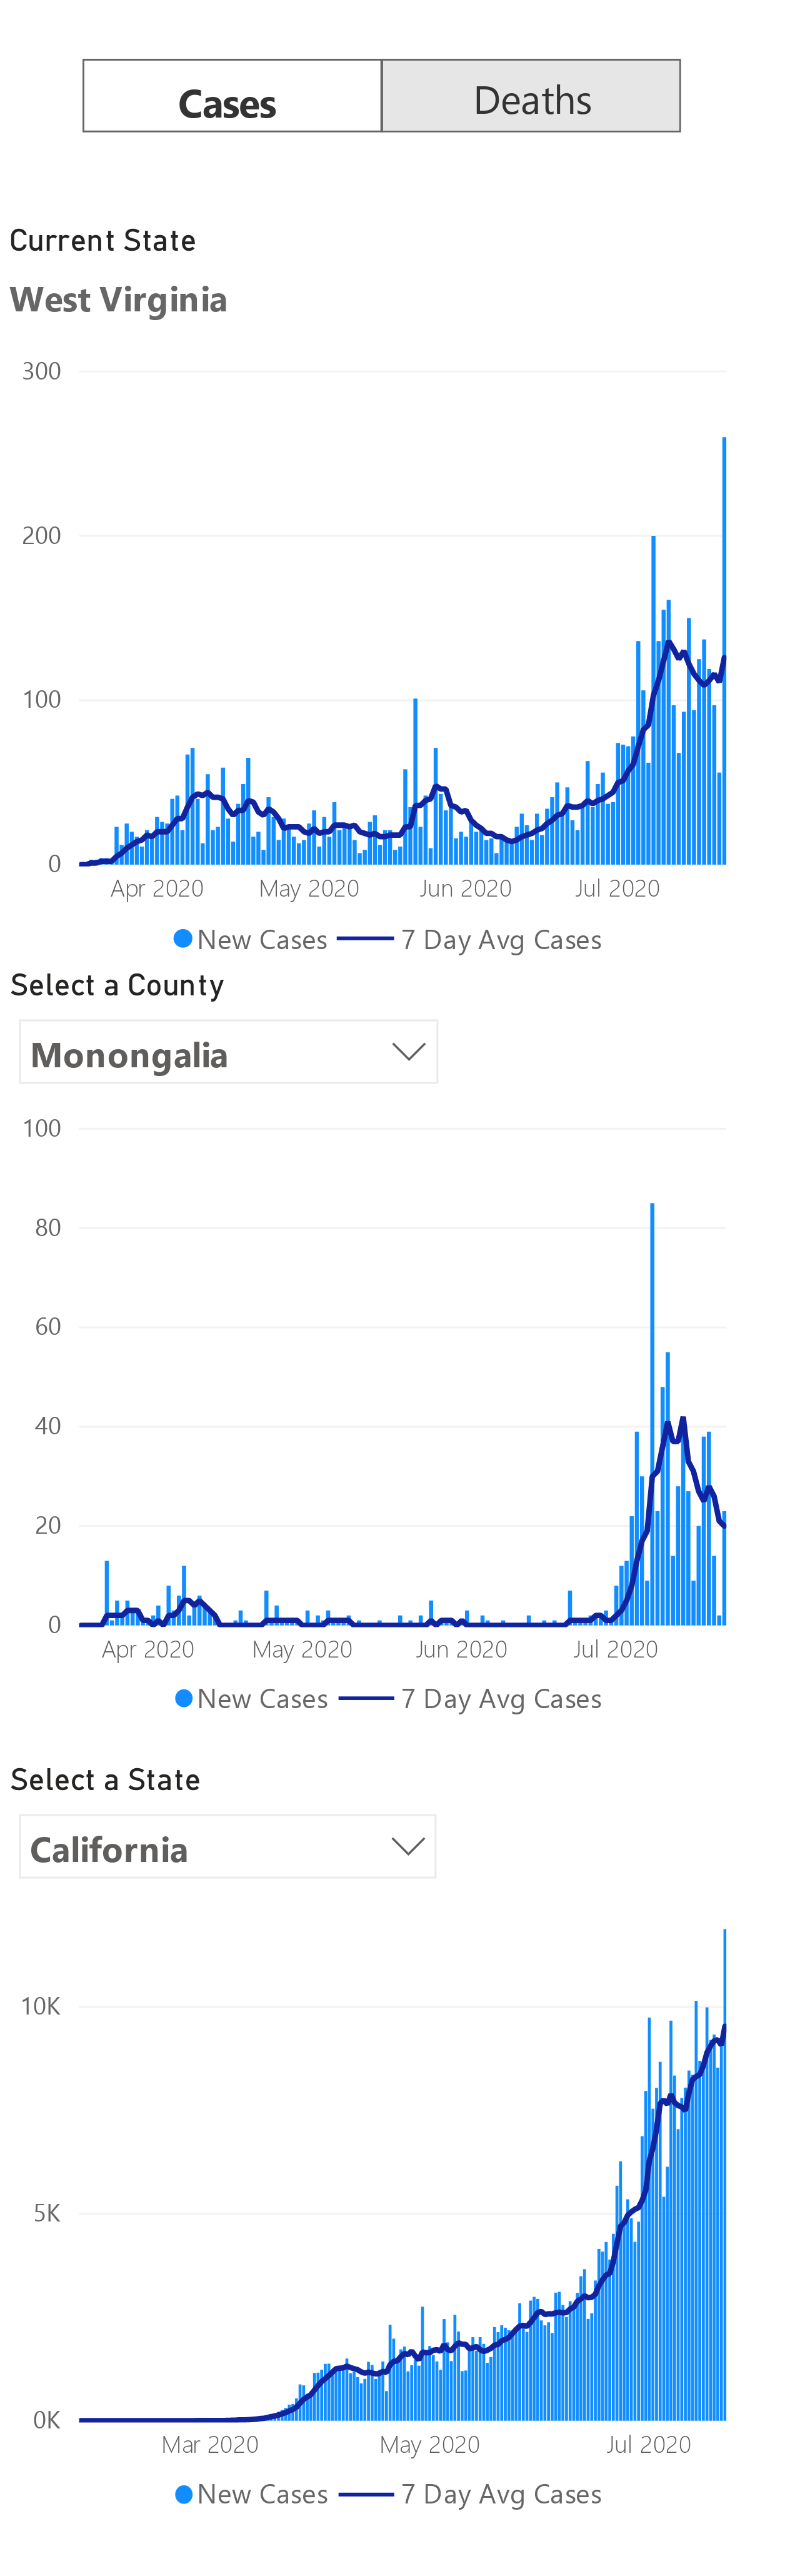 Cases Deaths
Current State
West Virginia
300
200
100
0
Apr 2020 May 2020 Jun 2020 Jul 2020
New Cases 7 Day Avg Cases
Select a County
Monongalia
100
80
60
40
20
0
Apr 2020 May 2020 Jun 2020 Jul 2020
New Cases 7 Day Avg Cases
Select a State
California
10K
5K
0K
Mar 2020 May 2020 Jul 2020
New Cases 7 Day Avg Cases